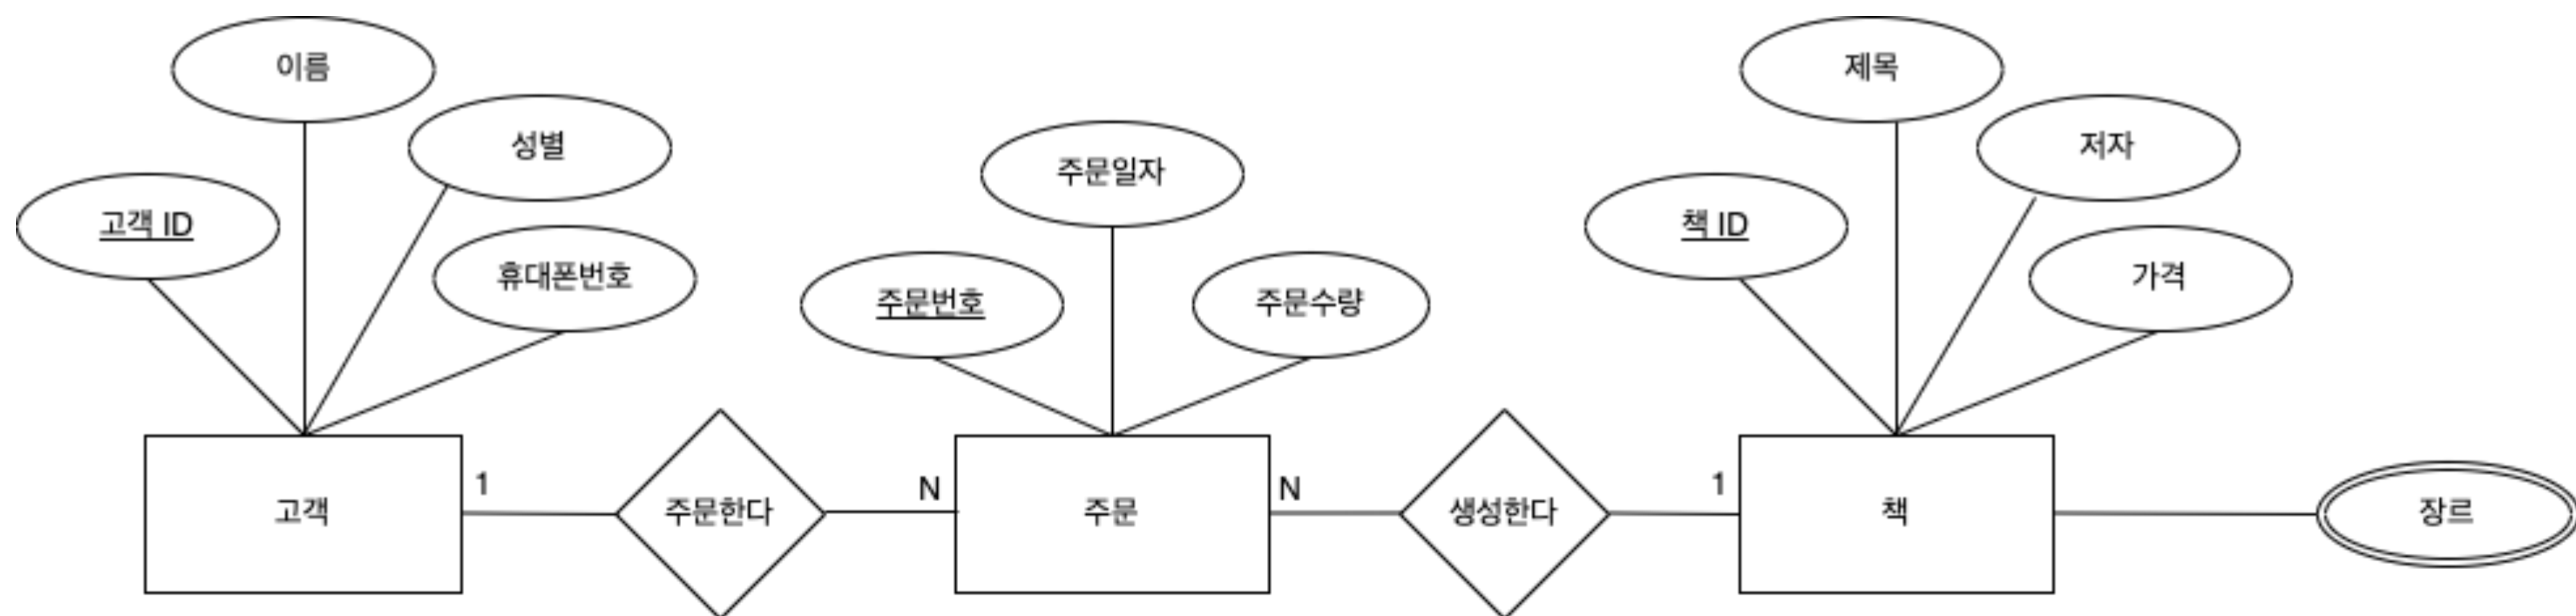 이름
성별
고객 ID
휴대폰번호
주문일자
주문번호
주문수량
제목
저자
책 ID
가격
고객
1
주문한다
N
주문
N
생성한다
1
책
장르